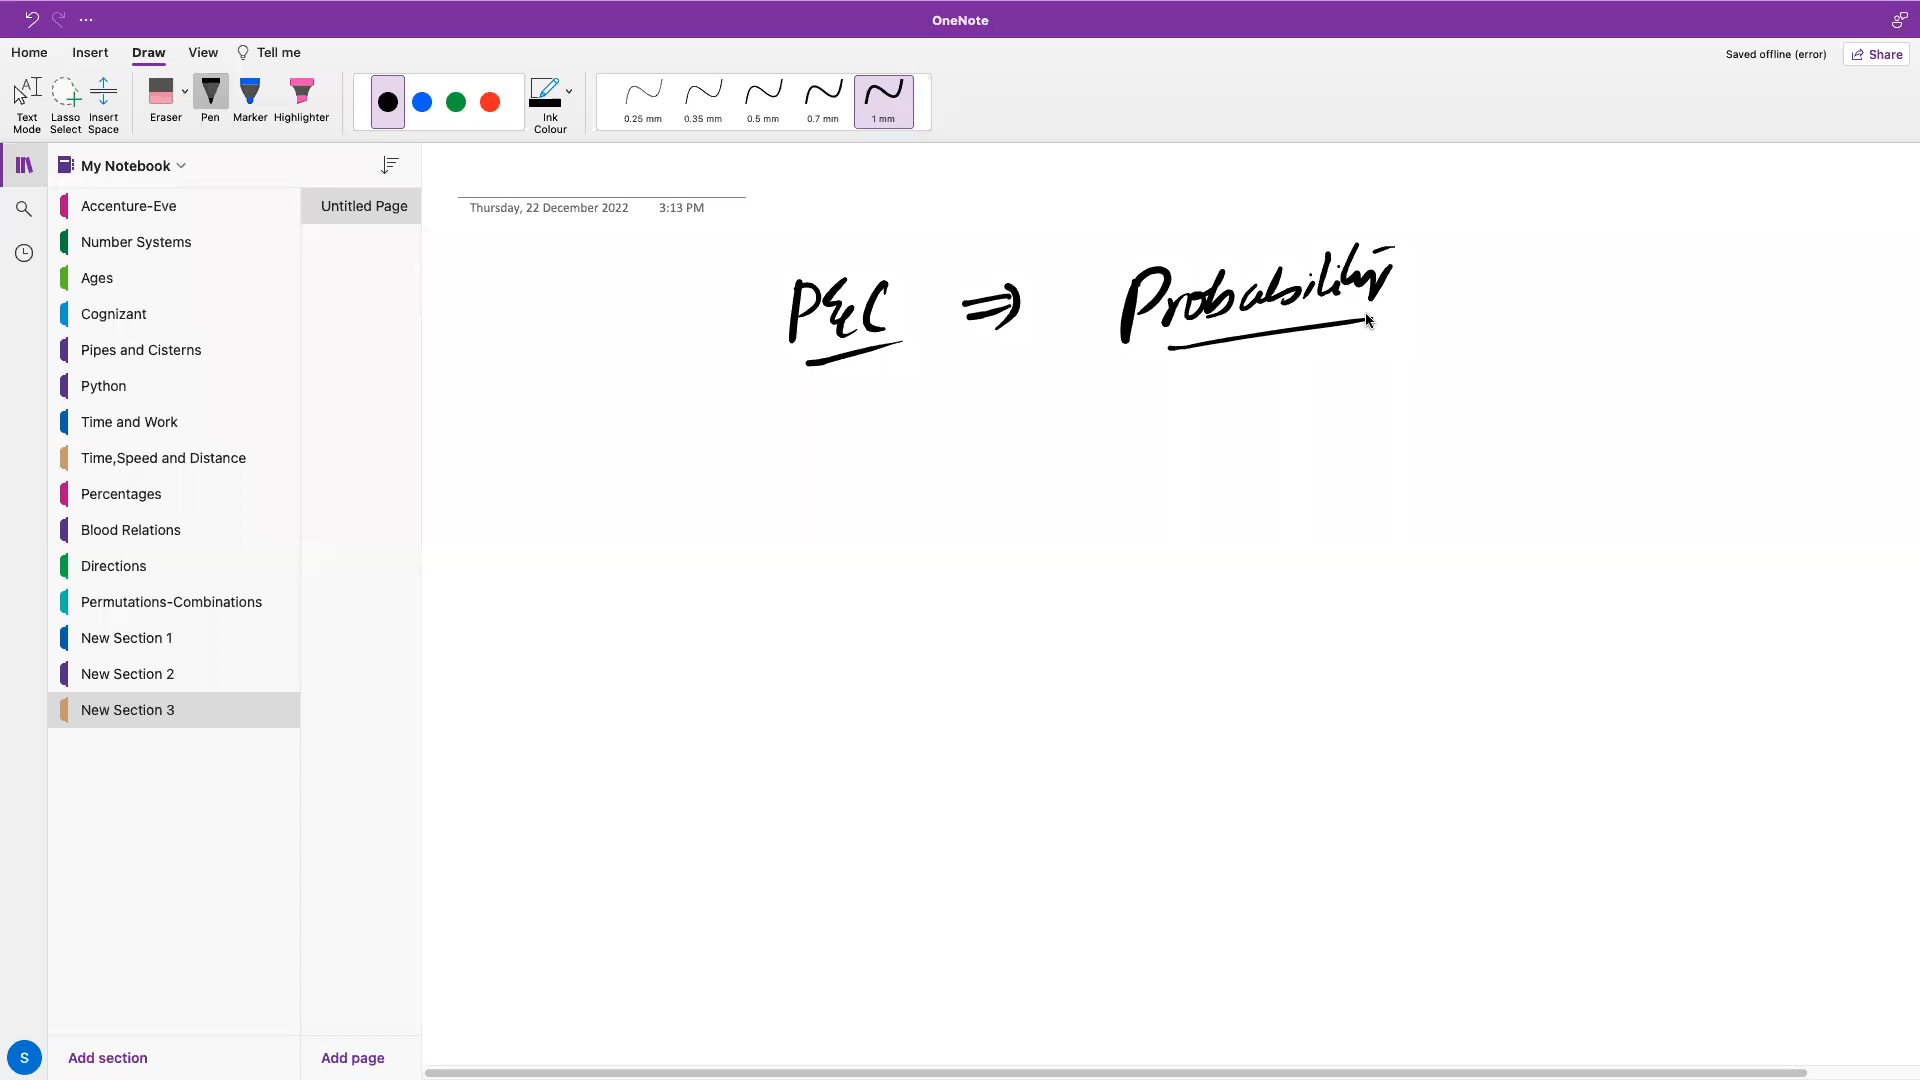 OneNote
Home Insert Draw View Tell me
Saved offline (error) Share
Text Mode Lasso Select Insert Space Eraser Pen Marker Highlighter Ink Colour 0.25 mm 0.35 mm 0.5 mm 0.7 mm 1 mm
My Notebook
Accenture-Eve
Number Systems
Ages
Cognizant
Pipes and Cisterns
Python
Time and Work
Time,Speed and Distance
Percentages
Blood Relations
Directions
Permutations-Combinations
New Section 1
New Section 2
New Section 3
Untitled Page
Thursday, 22 December 2022 3:13 PM
P&C ⇒ Probability
S
Add section Add page